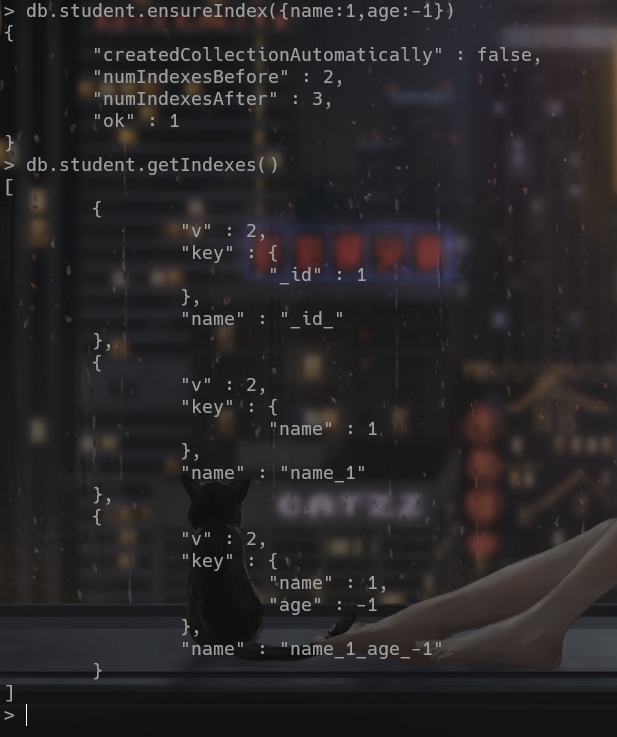 > db.student.ensureIndex({name:1,age:-1})
{
        "createdCollectionAutomatically" : false,
        "numIndexesBefore" : 2,
        "numIndexesAfter" : 3,
        "ok" : 1
}
> db.student.getIndexes()
[
        {
                "v" : 2,
                "key" : {
                        "_id" : 1
                },
                "name" : "_id_"
        },
        {
                "v" : 2,
                "key" : {
                        "name" : 1
                },
                "name" : "name_1"
        },
        {
                "v" : 2,
                "key" : {
                        "name" : 1,
                        "age" : -1
                },
                "name" : "name_1_age_-1"
        }
]
>
CATZZ